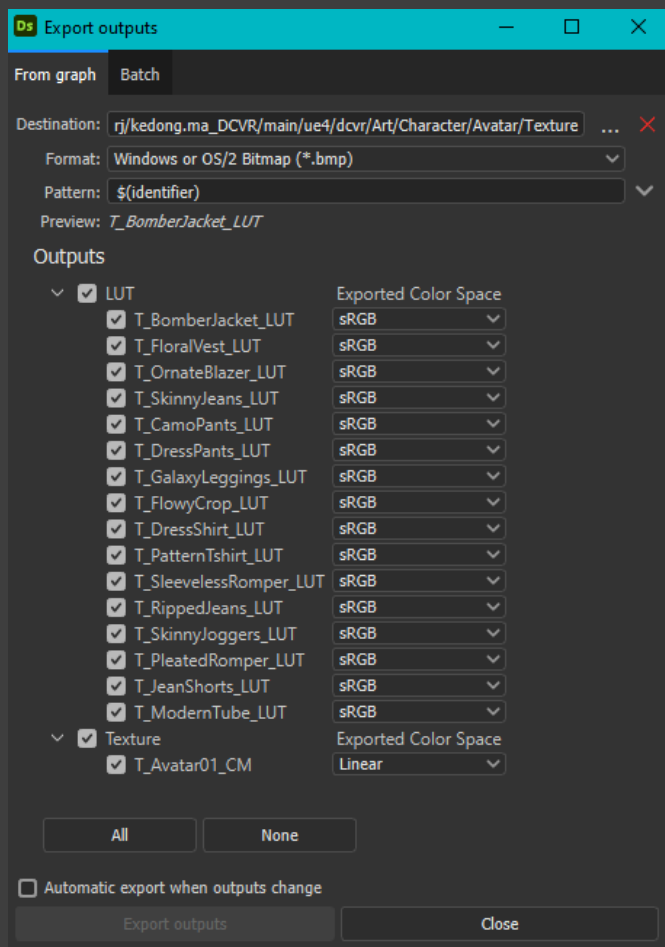 Ds Export outputs
From graph Batch
Destination: rj/kedong.ma_DCVR/main/ue4/dcvr/Art/Character/Avatar/Texture ...
Format: Windows or OS/2 Bitmap (*.bmp)
Pattern: $(identifier)
Preview: T_BomberJacket_LUT
Outputs
LUT Exported Color Space
T_BomberJacket_LUT sRGB
T_FloralVest_LUT sRGB
T_OrnateBlazer_LUT sRGB
T_SkinnyJeans_LUT sRGB
T_CamoPants_LUT sRGB
T_DressPants_LUT sRGB
T_GalaxyLeggings_LUT sRGB
T_FlowyCrop_LUT sRGB
T_DressShirt_LUT sRGB
T_PatternTshirt_LUT sRGB
T_SleevelessRomper_LUT sRGB
T_RippedJeans_LUT sRGB
T_SkinnyJoggers_LUT sRGB
T_PleatedRomper_LUT sRGB
T_JeanShorts_LUT sRGB
T_ModernTube_LUT sRGB
Texture Exported Color Space
T_Avatar01_CM Linear
All None
Automatic export when outputs change
Export outputs Close